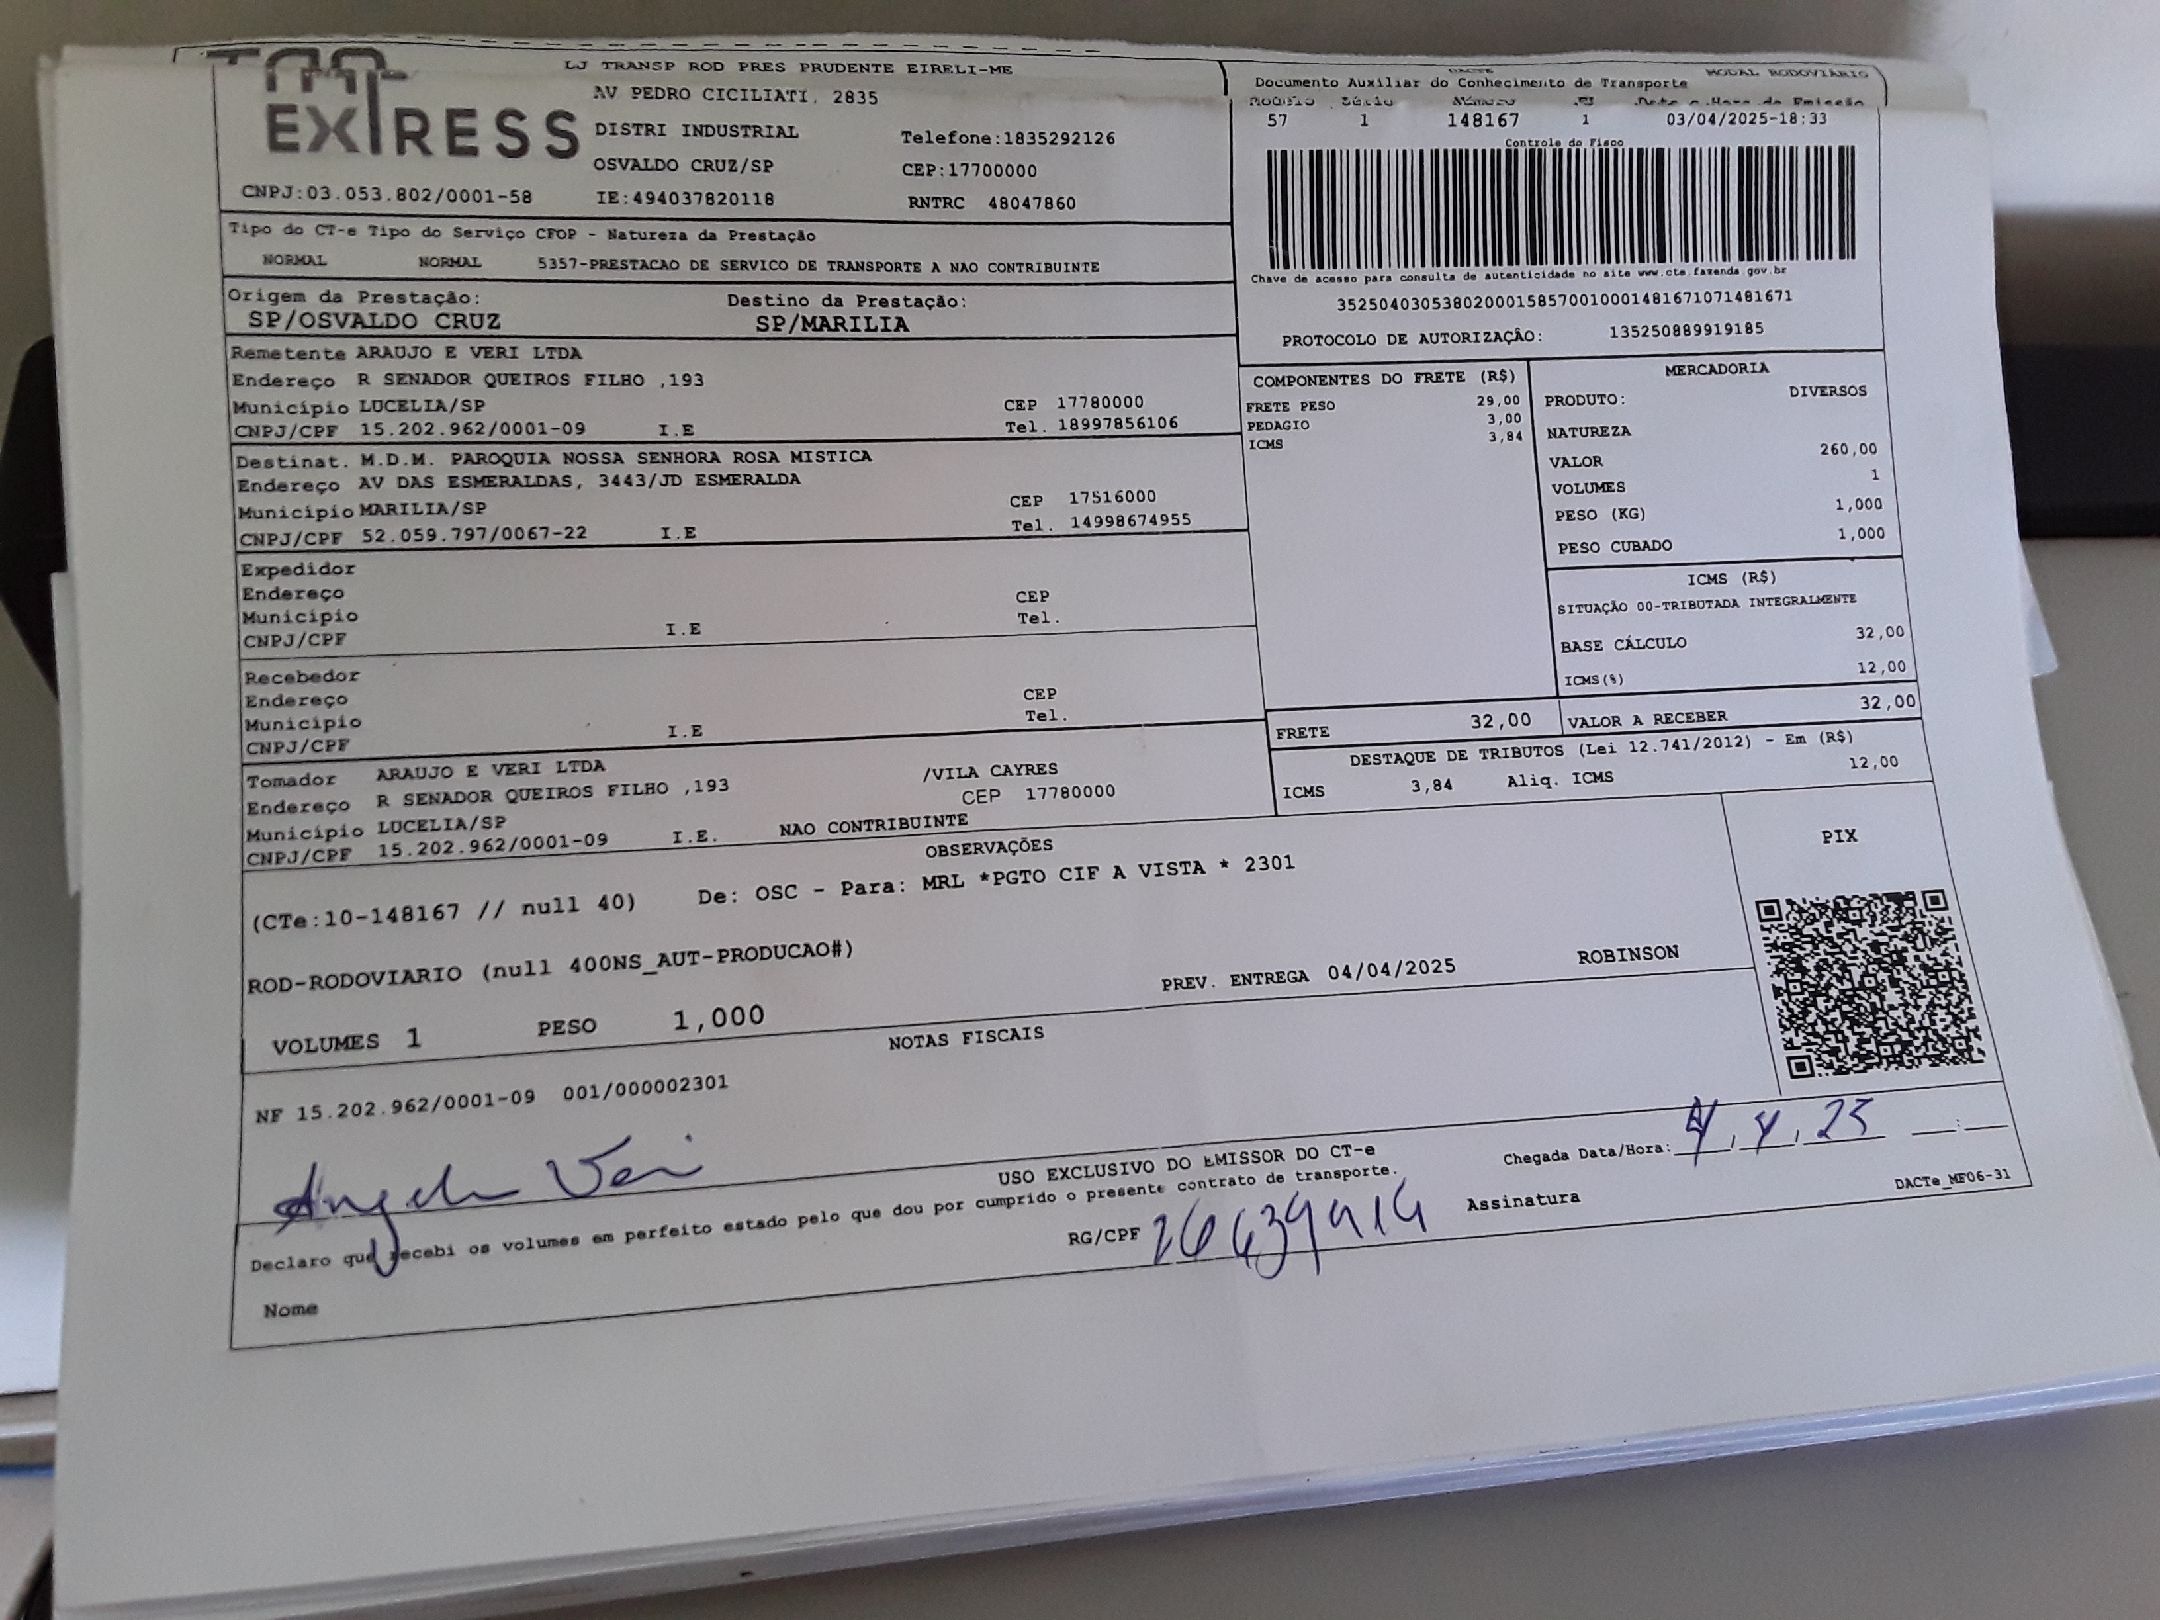 EXPRESS
LJ TRANSP ROD PRES PRUDENTE EIRELI-ME
AV PEDRO CICILIATI, 2835
DISTRI INDUSTRIAL Telefone:1835292126
OSVALDO CRUZ/SP CEP:17700000
CNPJ:03.053.802/0001-58 IE:494037820118 RNTRC 48047860
DACTE MODAL RODOVIÁRIO
Documento Auxiliar do Conhecimento de Transporte
Modelo Série Número Data e Hora de Emissão
57 1 148167 1 03/04/2025-18:33
Controle do Fisco
Chave de acesso para consulta de autenticidade no site www.cte.fazenda.gov.br
35250403053802000158570010001481671071481671
PROTOCOLO DE AUTORIZAÇÃO: 135250889919185
Tipo do CT-e Tipo do Serviço CFOP - Natureza da Prestação
NORMAL NORMAL 5357-PRESTACAO DE SERVICO DE TRANSPORTE A NAO CONTRIBUINTE
Origem da Prestação: Destino da Prestação:
SP/OSVALDO CRUZ SP/MARILIA
Remetente ARAUJO E VERI LTDA
Endereço R SENADOR QUEIROS FILHO ,193
Município LUCELIA/SP CEP 17780000
CNPJ/CPF 15.202.962/0001-09 I.E Tel. 18997856106
Destinat. M.D.M. PAROQUIA NOSSA SENHORA ROSA MISTICA
Endereço AV DAS ESMERALDAS, 3443/JD ESMERALDA
Município MARILIA/SP CEP 17516000
CNPJ/CPF 52.059.797/0067-22 I.E Tel. 14998674955
Expedidor
Endereço CEP
Município Tel.
CNPJ/CPF I.E
Recebedor
Endereço CEP
Município Tel.
CNPJ/CPF I.E
Tomador ARAUJO E VERI LTDA /VILA CAYRES
Endereço R SENADOR QUEIROS FILHO ,193 CEP 17780000
Município LUCELIA/SP
CNPJ/CPF 15.202.962/0001-09 I.E. NAO CONTRIBUINTE
COMPONENTES DO FRETE (R$)
FRETE PESO 29,00
PEDAGIO 3,00
ICMS 3,84
MERCADORIA
PRODUTO: DIVERSOS
NATUREZA
VALOR 260,00
VOLUMES 1
PESO (KG) 1,000
PESO CUBADO 1,000
ICMS (R$)
SITUAÇÃO 00-TRIBUTADA INTEGRALMENTE
BASE CÁLCULO 32,00
ICMS(%) 12,00
FRETE 32,00 VALOR A RECEBER 32,00
DESTAQUE DE TRIBUTOS (Lei 12.741/2012) - Em (R$)
ICMS 3,84 Aliq. ICMS 12,00
OBSERVAÇÕES
(CTe:10-148167 // null 40) De: OSC - Para: MRL *PGTO CIF A VISTA * 2301
ROD-RODOVIARIO (null 400NS_AUT-PRODUCAO#)
PREV. ENTREGA 04/04/2025 ROBINSON
VOLUMES 1 PESO 1,000
PIX
NOTAS FISCAIS
NF 15.202.962/0001-09 001/000002301
Angela Veri
USO EXCLUSIVO DO EMISSOR DO CT-e
Chegada Data/Hora: 4/4/25 __:__
Declaro que recebi os volumes em perfeito estado pelo que dou por cumprido o presente contrato de transporte.
Nome RG/CPF Assinatura
DACTe_MF06-31